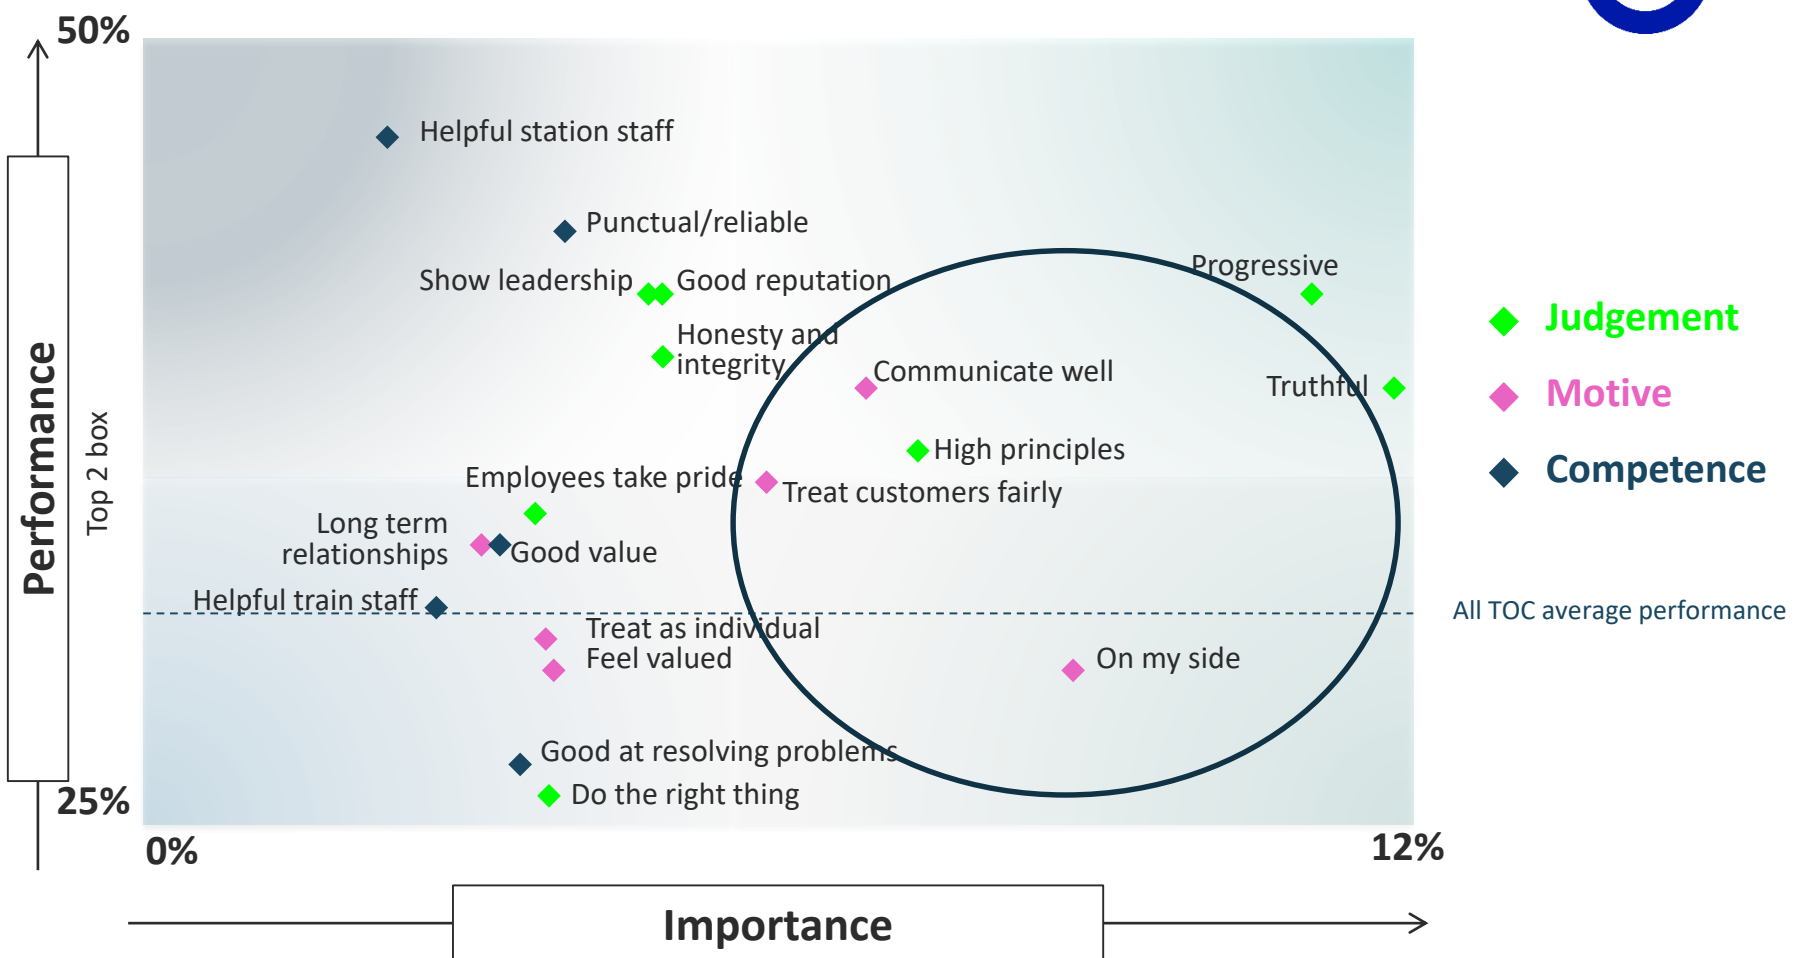 50%
Helpful station staff
Punctual/reliable
Show leadership
Good reputation
Progressive
Honesty and
integrity
Communicate well
Truthful
High principles
Employees take pride
Treat customers fairly
Long term
relationships
Good value
Helpful train staff
Treat as individual
Feel valued
On my side
Good at resolving problems
Do the right thing
25%
0%
12%
Performance
Top 2 box
Importance
Judgement
Motive
Competence
All TOC average performance